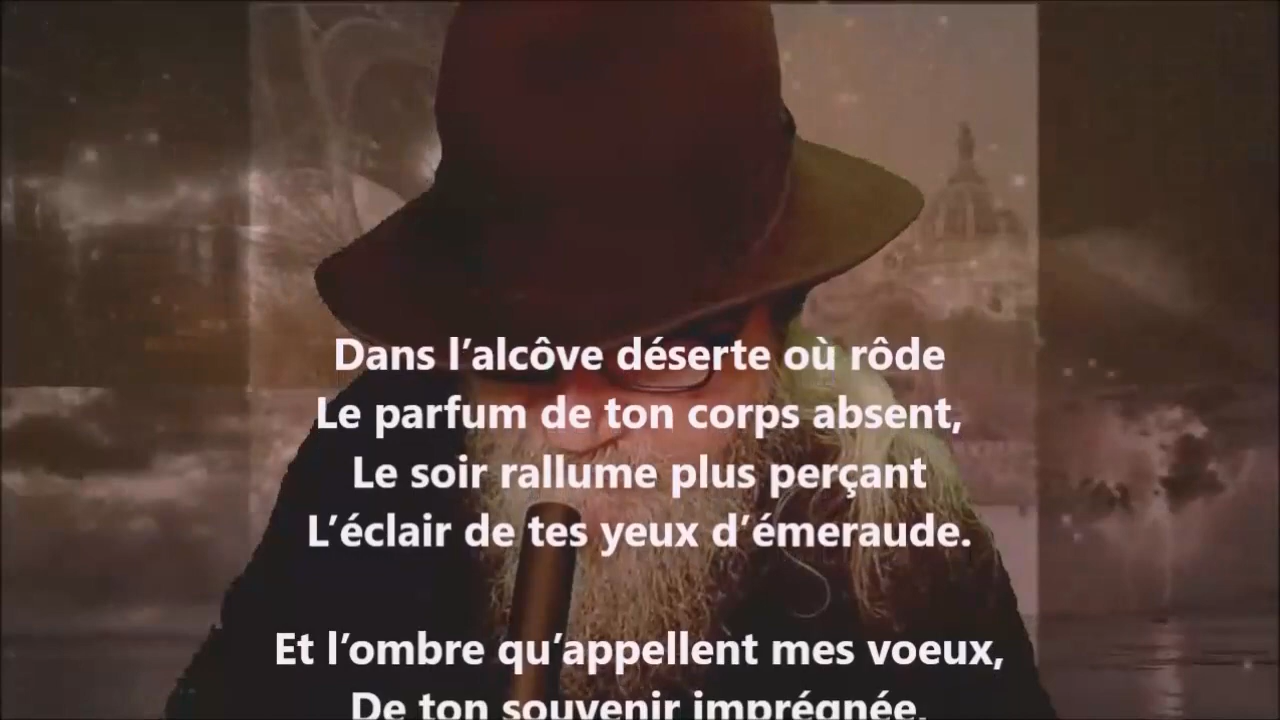 Dans l’alcôve déserte où rôde
Le parfum de ton corps absent,
Le soir rallume plus perçant
L’éclair de tes yeux d’émeraude.
Et l’ombre qu’appellent mes voeux,
De ton souvenir imprégnée,